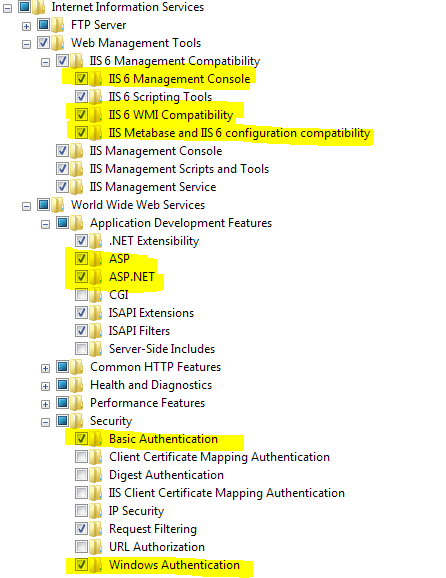 Internet Information Services
FTP Server
Web Management Tools
IIS 6 Management Compatibility
IIS 6 Management Console
IIS 6 Scripting Tools
IIS 6 WMI Compatibility
IIS Metabase and IIS 6 configuration compatibility
IIS Management Console
IIS Management Scripts and Tools
IIS Management Service
World Wide Web Services
Application Development Features
.NET Extensibility
ASP
ASP.NET
CGI
ISAPI Extensions
ISAPI Filters
Server-Side Includes
Common HTTP Features
Health and Diagnostics
Performance Features
Security
Basic Authentication
Client Certificate Mapping Authentication
Digest Authentication
IIS Client Certificate Mapping Authentication
IP Security
Request Filtering
URL Authorization
Windows Authentication